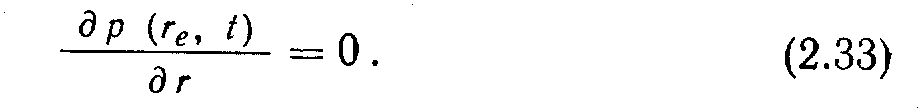 ∂p (r_e, t) / ∂r = 0. (2.33)